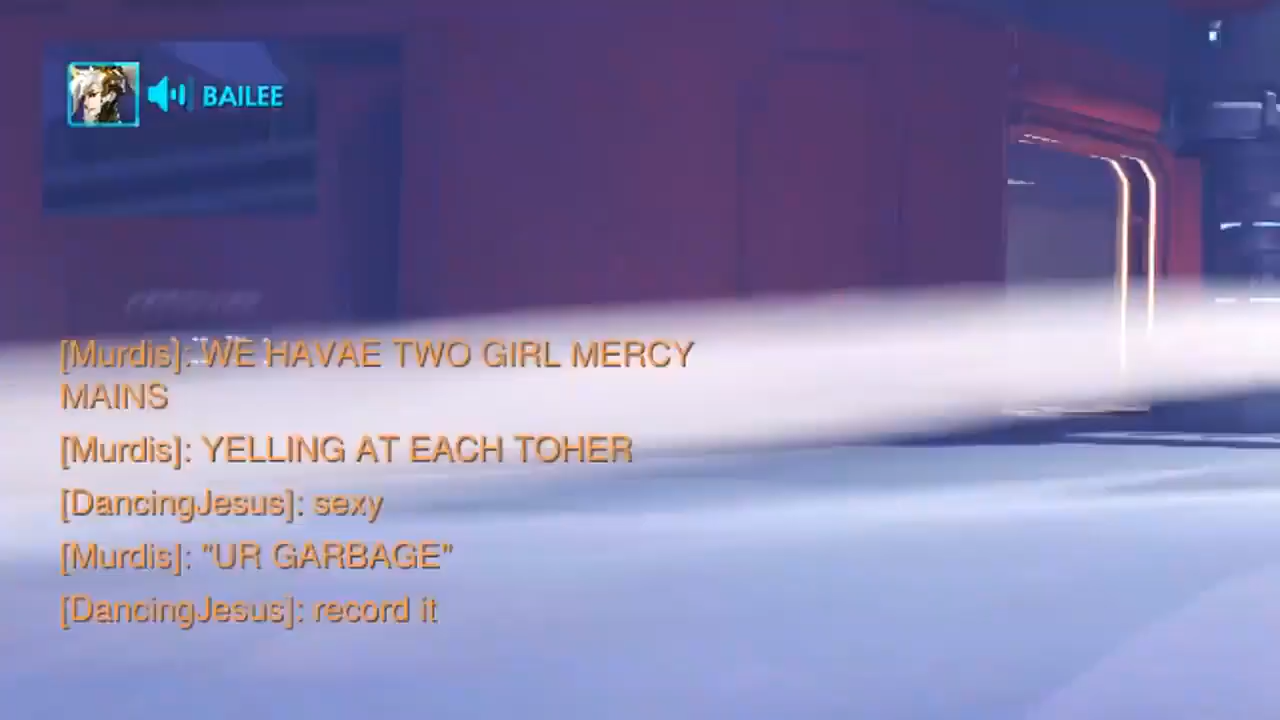 BAILEE
[Murdis]: WE HAVAE TWO GIRL MERCY
MAINS
[Murdis]: YELLING AT EACH TOHER
[DancingJesus]: sexy
[Murdis]: "UR GARBAGE"
[DancingJesus]: record it